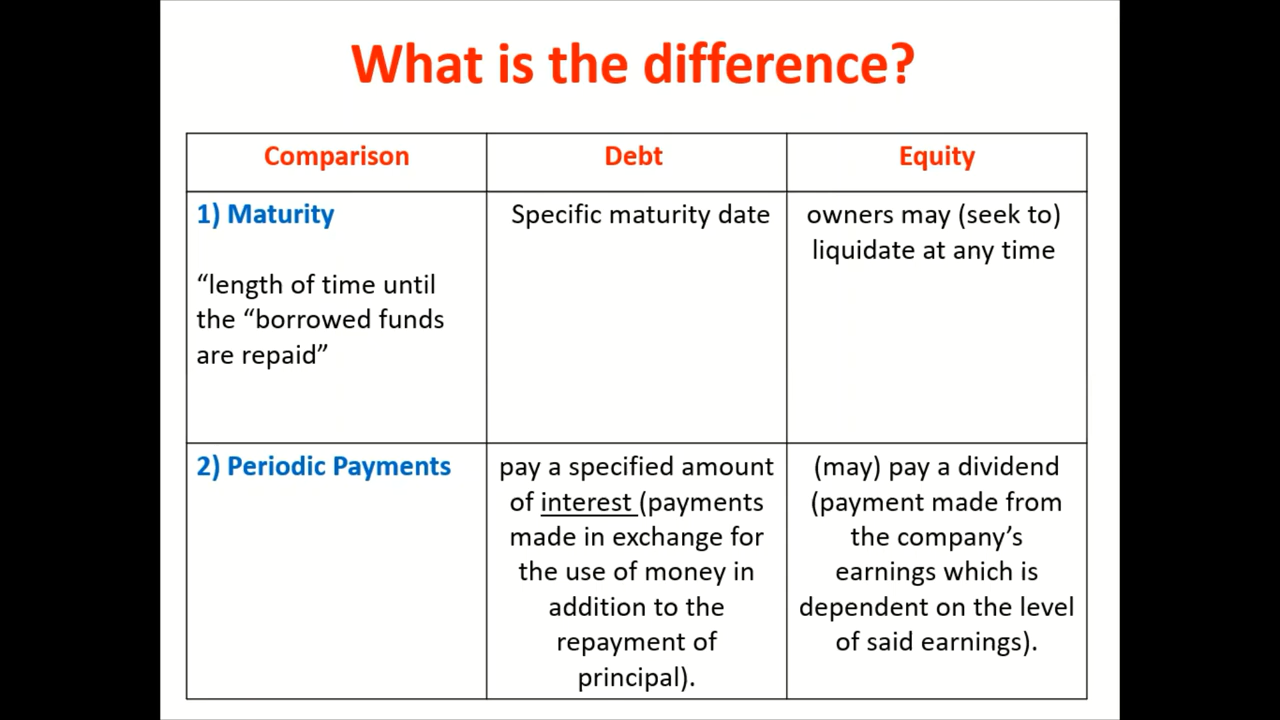 What is the difference?
Comparison
Debt
Equity
1) Maturity
“length of time until
the “borrowed funds
are repaid”
Specific maturity date
owners may (seek to)
liquidate at any time
2) Periodic Payments
pay a specified amount
of interest (payments
made in exchange for
the use of money in
addition to the
repayment of
principal).
(may) pay a dividend
(payment made from
the company’s
earnings which is
dependent on the level
of said earnings).